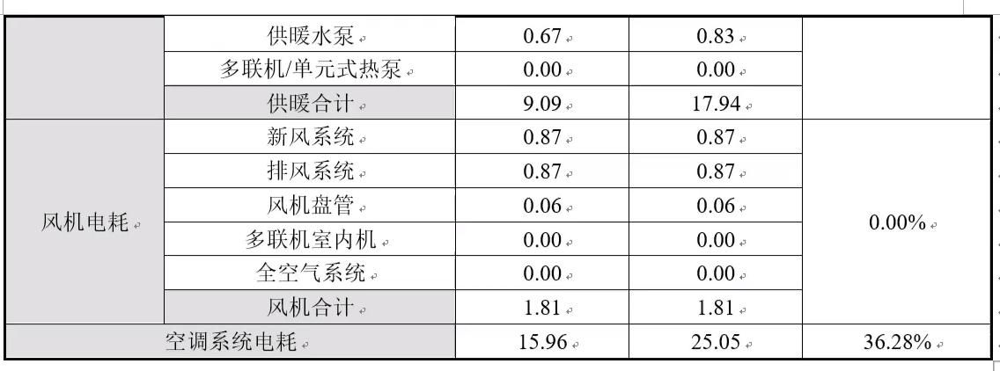 供暖水泵 0.67 0.83
多联机/单元式热泵 0.00 0.00
供暖合计 9.09 17.94
新风系统 0.87 0.87
排风系统 0.87 0.87
风机电耗 风机盘管 0.06 0.06 0.00%
多联机室内机 0.00 0.00
全空气系统 0.00 0.00
风机合计 1.81 1.81
空调系统电耗 15.96 25.05 36.28%